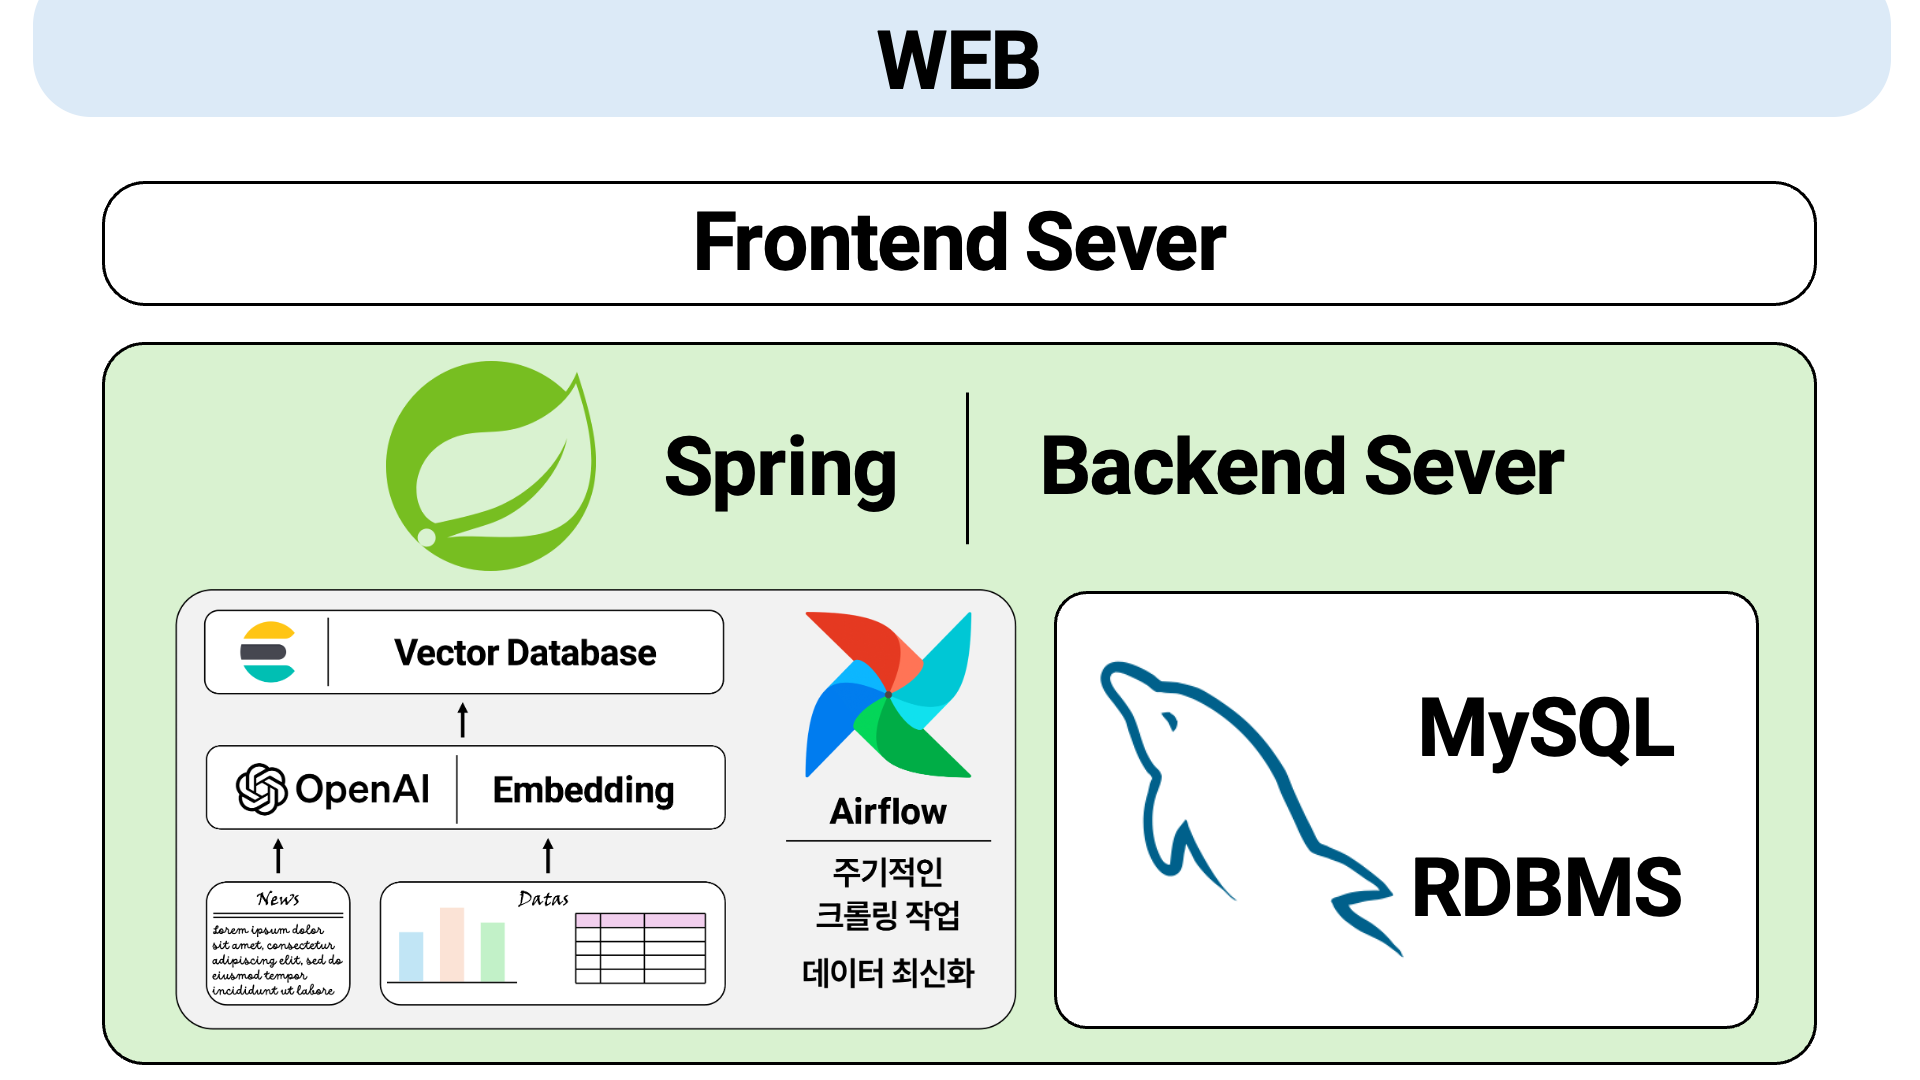 WEB
Frontend Sever
Spring
Backend Sever
Vector Database
OpenAI
Embedding
News
Lorem ipsum dolor
sit amet, consectetur
adipiscing elit, sed do
eiusmod tempor
incididunt ut labore
Datas
Airflow
주기적인
크롤링 작업
데이터 최신화
MySQL
RDBMS